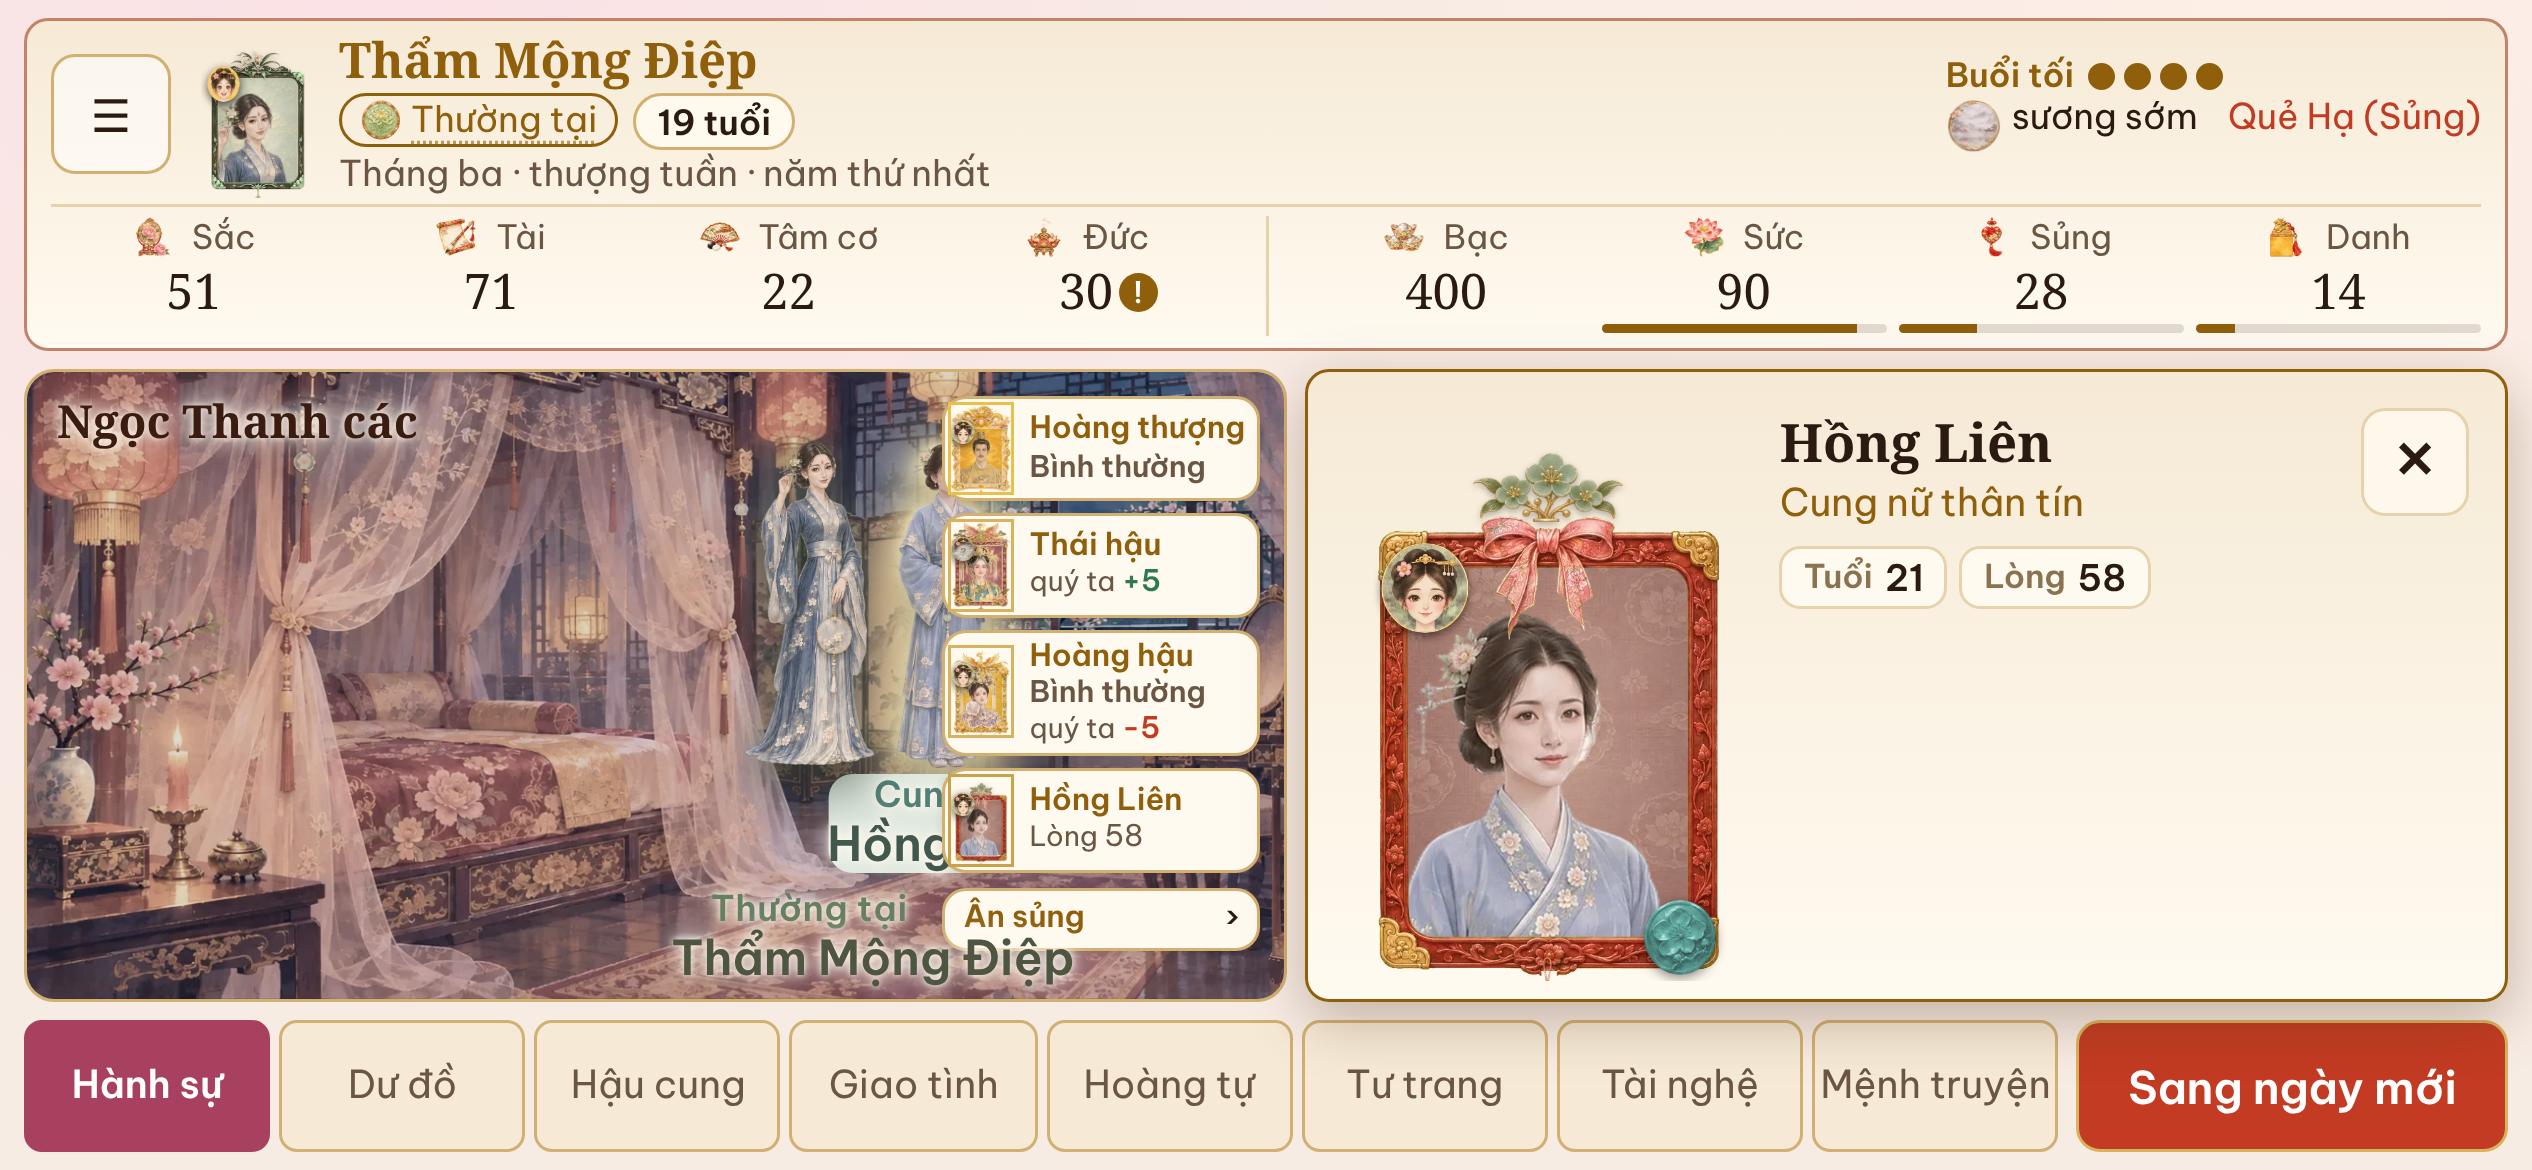 ☰
Thẩm Mộng Điệp
Thường tại 19 tuổi
Tháng ba · thượng tuần · năm thứ nhất
Buổi tối
sương sớm Quẻ Hạ (Sủng)
Sắc Tài Tâm cơ Đức Bạc Sức Sủng Danh
51 71 22 30 ! 400 90 28 14
Ngọc Thanh các
Hoàng thượng
Bình thường
Thái hậu
quý ta +5
Hoàng hậu
Bình thường
quý ta -5
Hồng Liên
Lòng 58
Ân sủng ›
Cun
Hồng
Thường tại
Thẩm Mộng Điệp
Hồng Liên
Cung nữ thân tín
Tuổi 21 Lòng 58
✕
Hành sự Dư đồ Hậu cung Giao tình Hoàng tự Tư trang Tài nghệ Mệnh truyện Sang ngày mới